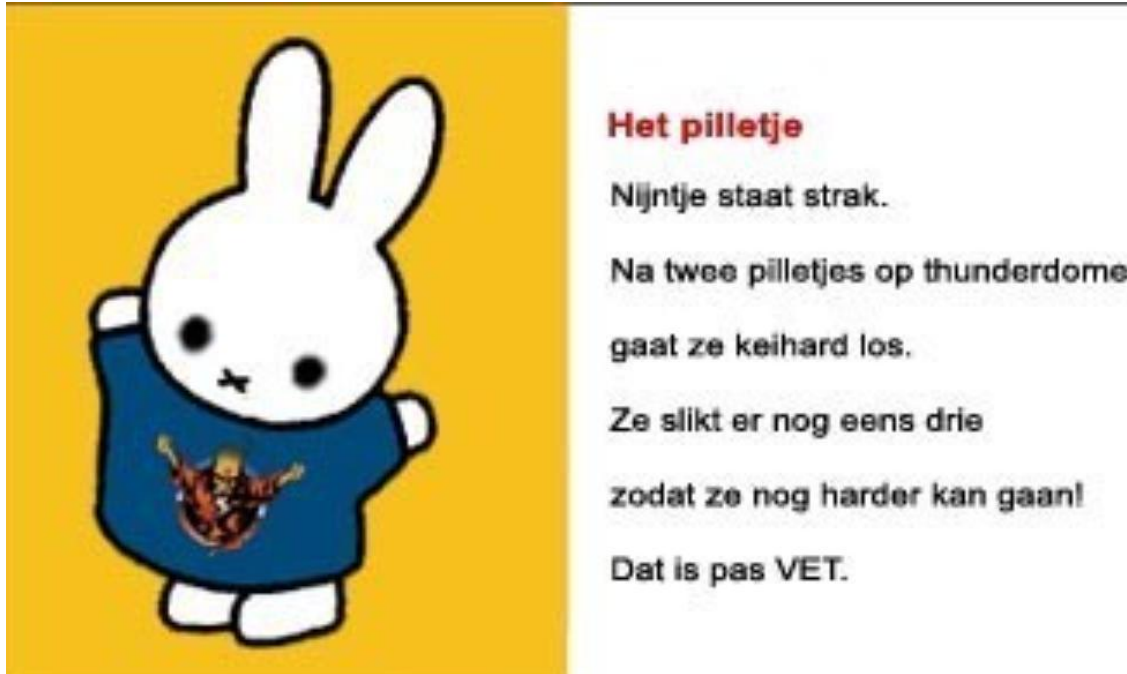 Het pilletje
Nijntje staat strak.
Na twee pilletjes op thunderdome
gaat ze keihard los.
Ze slikt er nog eens drie
zodat ze nog harder kan gaan!
Dat is pas VET.